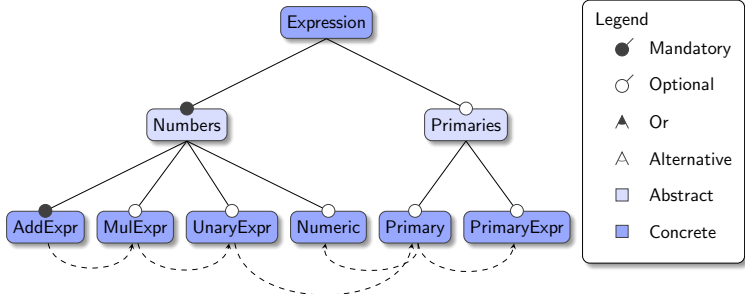 Expression
Numbers
Primaries
AddExpr
MulExpr
UnaryExpr
Numeric
Primary
PrimaryExpr
Legend
Mandatory
Optional
Or
Alternative
Abstract
Concrete